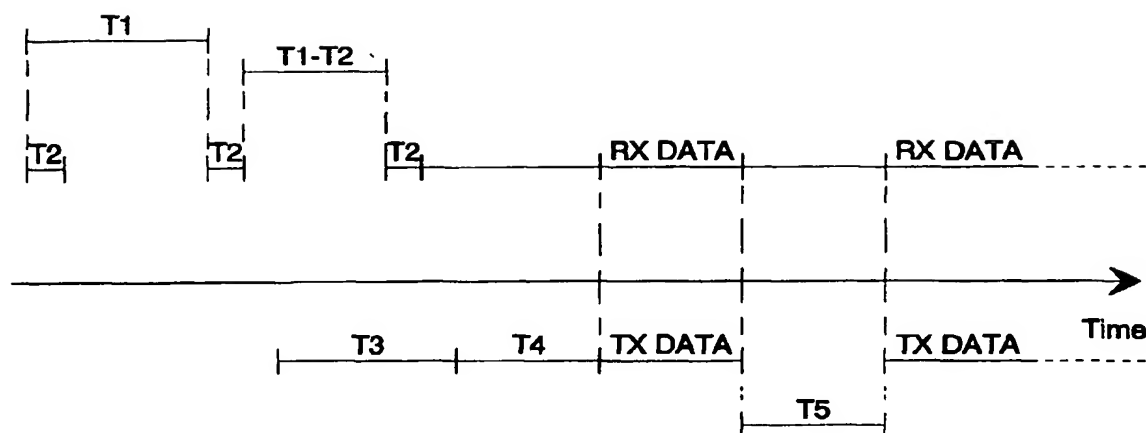 T1
T1-T2
T2 T2 T2 RX DATA RX DATA
Time
T3 T4 TX DATA TX DATA
T5